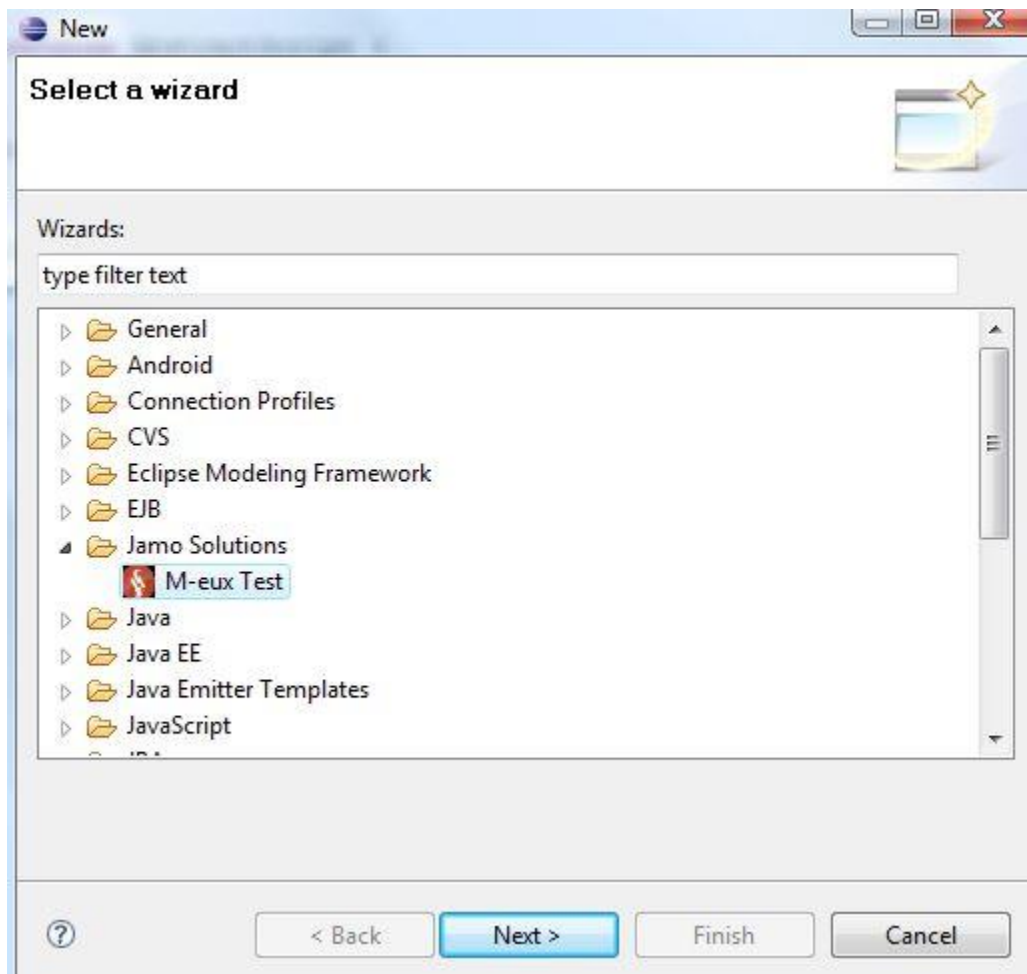 New
Select a wizard
Wizards:
type filter text
General
Android
Connection Profiles
CVS
Eclipse Modeling Framework
EJB
Jamo Solutions
M-eux Test
Java
Java EE
Java Emitter Templates
JavaScript
< Back Next > Finish Cancel